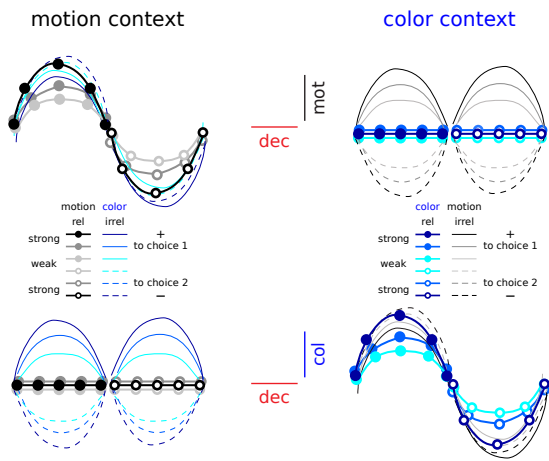 motion context
color context
mot
dec
motion color
rel irrel
strong
weak
strong
+
to choice 1
to choice 2
−
color motion
rel irrel
strong
weak
strong
+
to choice 1
to choice 2
−
col
dec